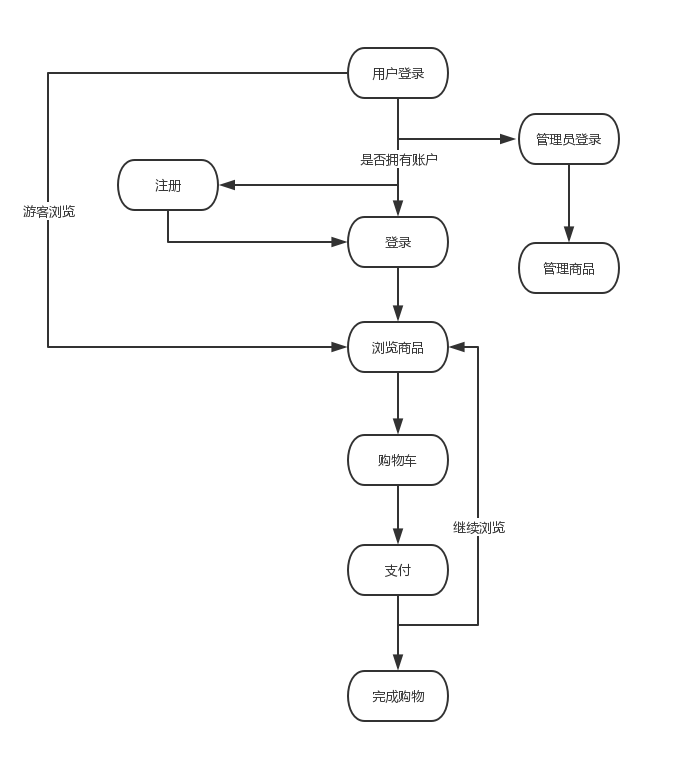 用户登录
管理员登录
是否拥有账户
注册
游客浏览
登录
管理商品
浏览商品
购物车
继续浏览
支付
完成购物